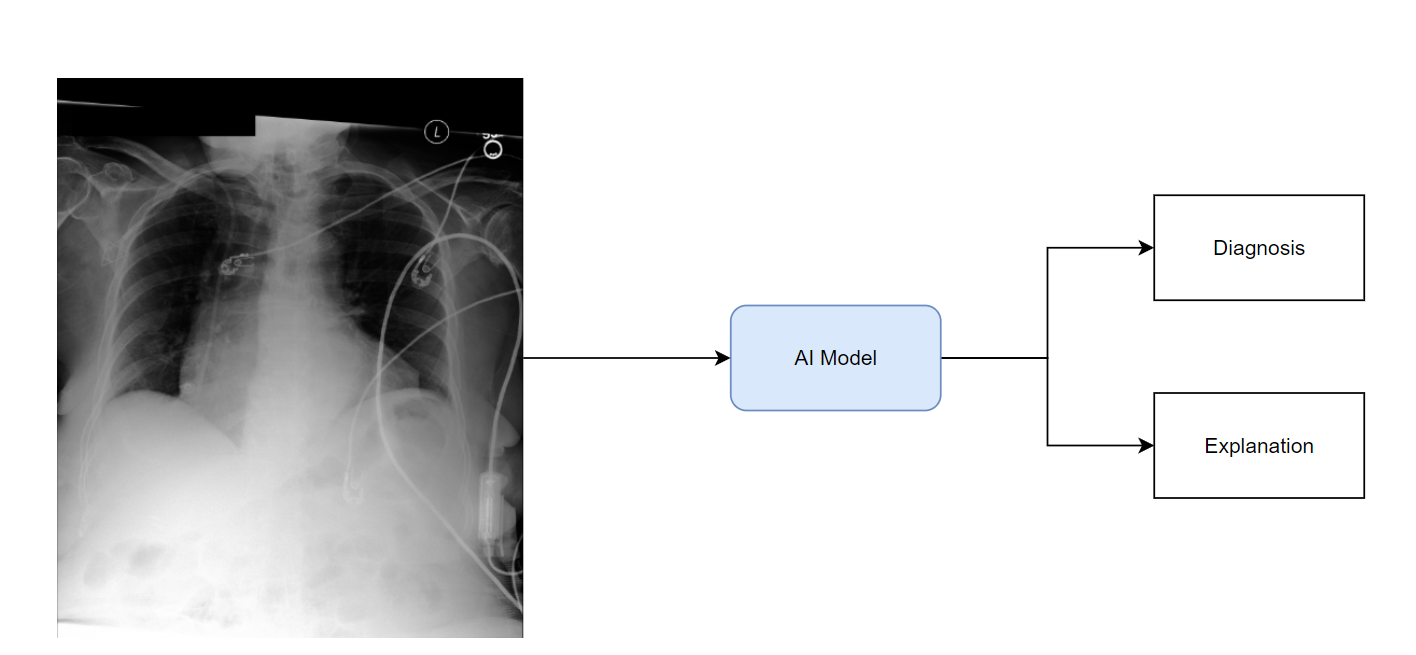 L
AI Model
Diagnosis
Explanation